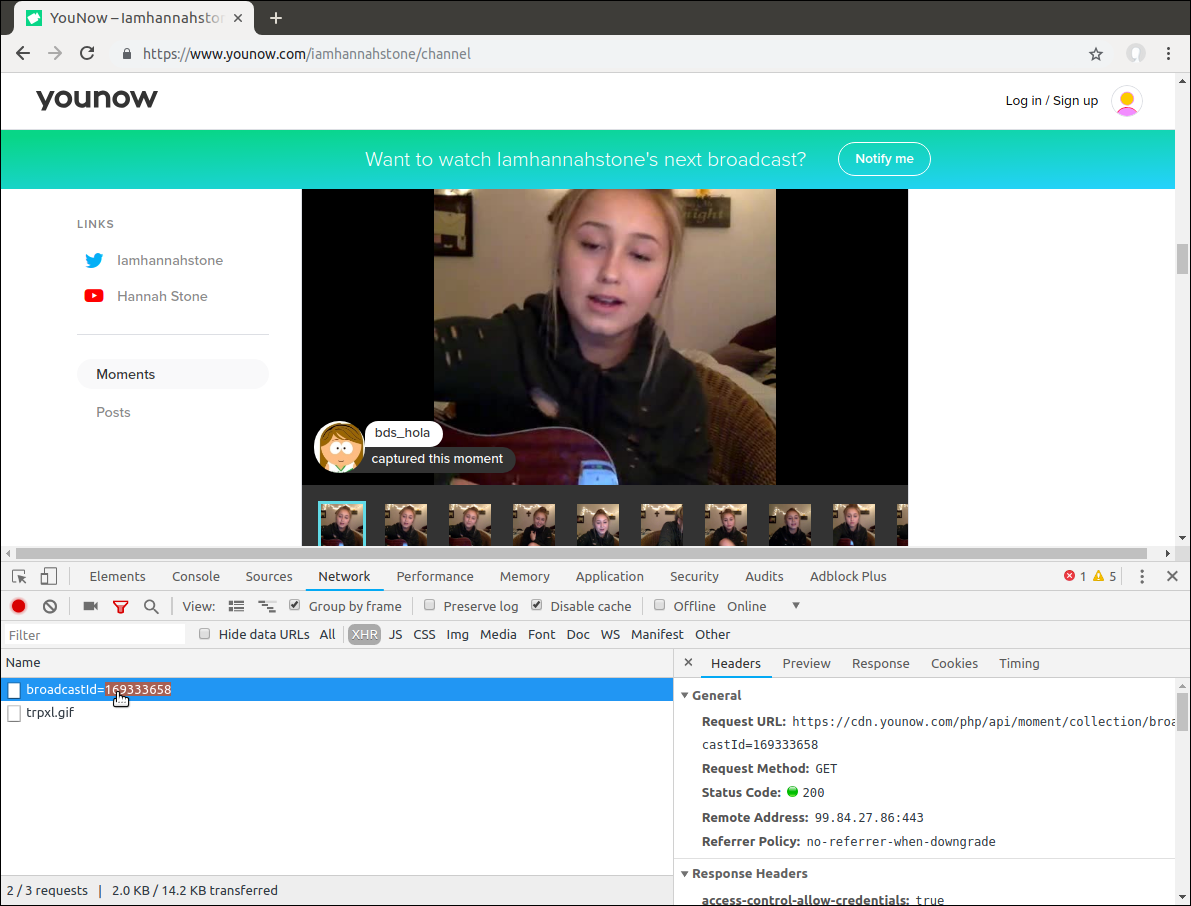 YouNow – Iamhannahsto
https://www.younow.com/iamhannahstone/channel
younow
Log in / Sign up
Want to watch Iamhannahstone's next broadcast?
Notify me
LINKS
Iamhannahstone
Hannah Stone
Moments
Posts
night
bds_hola
captured this moment
Elements Console Sources Network Performance Memory Application Security Audits Adblock Plus 1 5
View: Group by frame Preserve log Disable cache Offline Online
Filter Hide data URLs All XHR JS CSS Img Media Font Doc WS Manifest Other
Name
broadcastId=169333658
trpxl.gif
2 / 3 requests | 2.0 KB / 14.2 KB transferred
Headers Preview Response Cookies Timing
General
Request URL: https://cdn.younow.com/php/api/moment/collection/broa
castId=169333658
Request Method: GET
Status Code: 200
Remote Address: 99.84.27.86:443
Referrer Policy: no-referrer-when-downgrade
Response Headers
access-control-allow-credentials: true